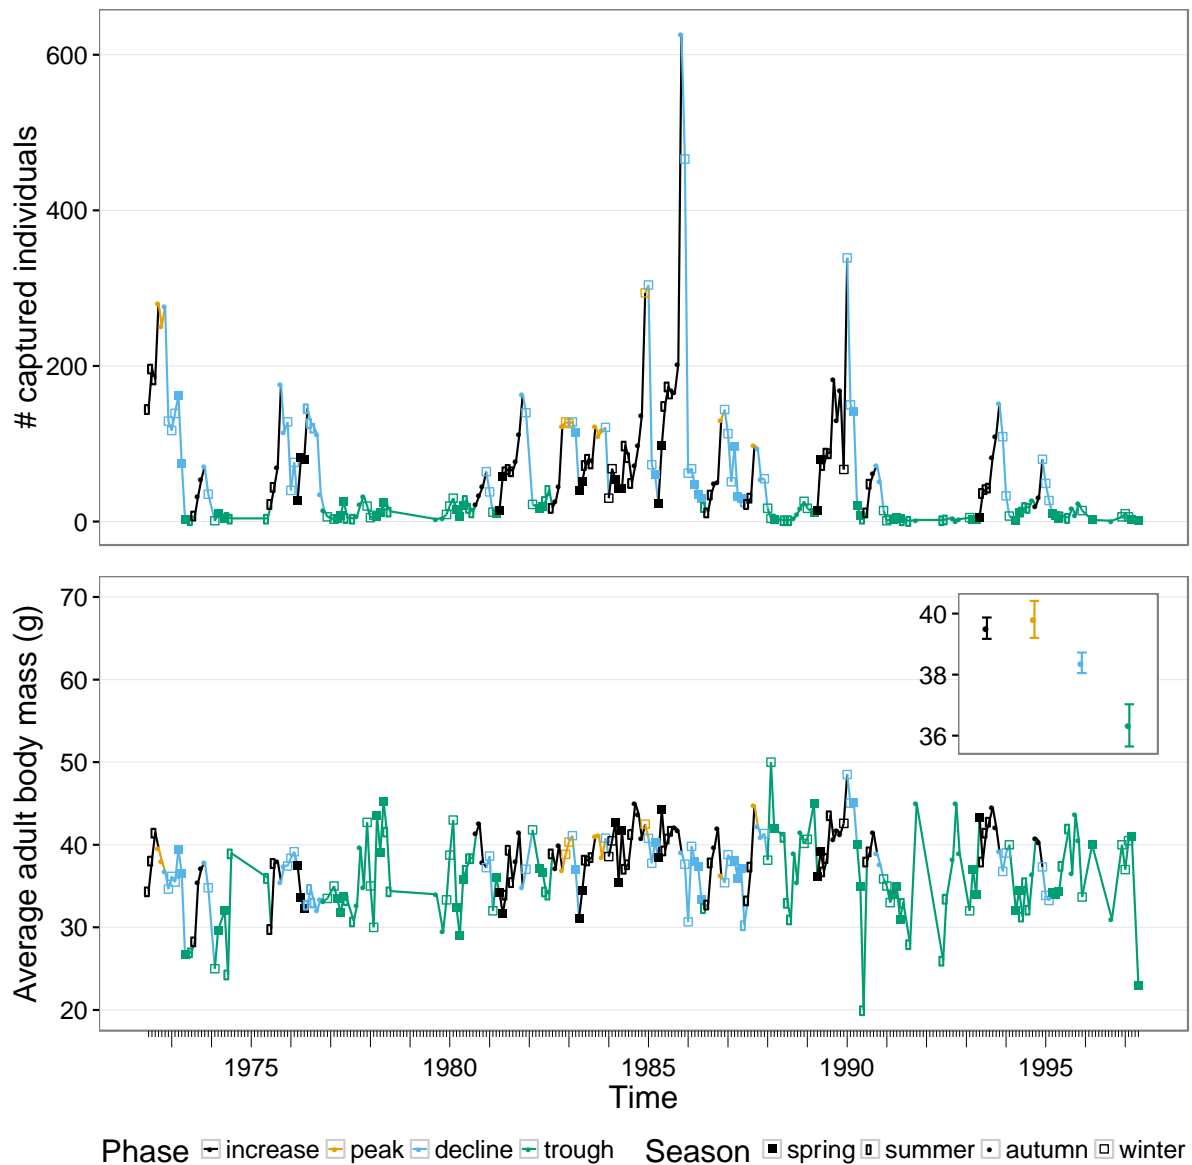 # captured individuals
600
400
200
0
Average adult body mass (g)
70
60
50
40
30
20
40
38
36
1975 1980 1985 1990 1995
Time
Phase increase peak decline trough Season spring summer autumn winter